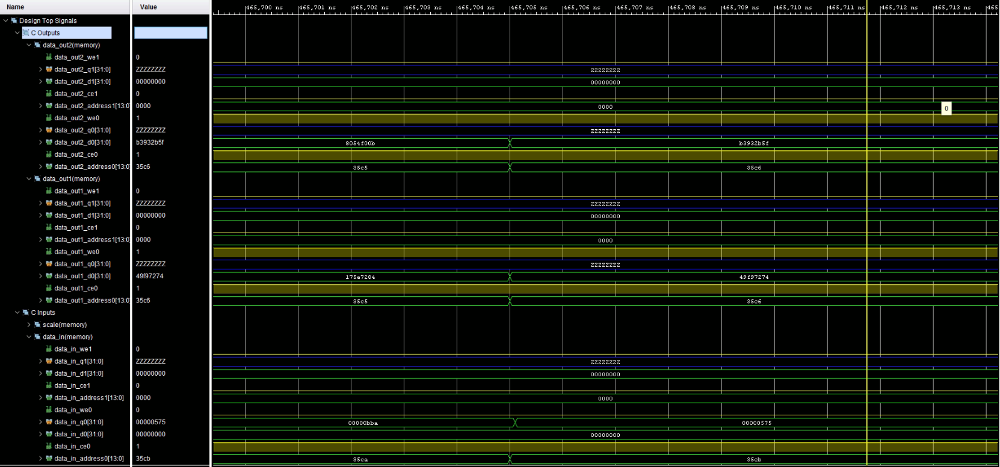 Name Value 465,700 ns 465,701 ns 465,702 ns 465,703 ns 465,704 ns 465,705 ns 465,706 ns 465,707 ns 465,708 ns 465,709 ns 465,710 ns 465,711 ns 465,712 ns 465,713 ns 465
Design Top Signals
C Outputs
data_out2(memory)
data_out2_we1 0
data_out2_q1[31:0] ZZZZZZZZ ZZZZZZZZ
data_out2_d1[31:0] 00000000 00000000
data_out2_ce1 0
data_out2_address1[13:0 0000 0000 0
data_out2_we0 1
data_out2_q0[31:0] ZZZZZZZZ ZZZZZZZZ
data_out2_d0[31:0] b3932b5f 8054f00b b3932b5f
data_out2_ce0 1
data_out2_address0[13:0 35c6 35c5 35c6
data_out1(memory)
data_out1_we1 0
data_out1_q1[31:0] ZZZZZZZZ ZZZZZZZZ
data_out1_d1[31:0] 00000000 00000000
data_out1_ce1 0
data_out1_address1[13:0 0000 0000
data_out1_we0 1
data_out1_q0[31:0] ZZZZZZZZ ZZZZZZZZ
data_out1_d0[31:0] 49f97274 175e7284 49f97274
data_out1_ce0 1
data_out1_address0[13:0 35c6 35c5 35c6
C Inputs
scale(memory)
data_in(memory)
data_in_we1 0
data_in_q1[31:0] ZZZZZZZZ ZZZZZZZZ
data_in_d1[31:0] 00000000 00000000
data_in_ce1 0
data_in_address1[13:0] 0000 0000
data_in_we0 0
data_in_q0[31:0] 00000575 00000bba 00000575
data_in_d0[31:0] 00000000 00000000
data_in_ce0 1
data_in_address0[13:0] 35cb 35ca 35cb